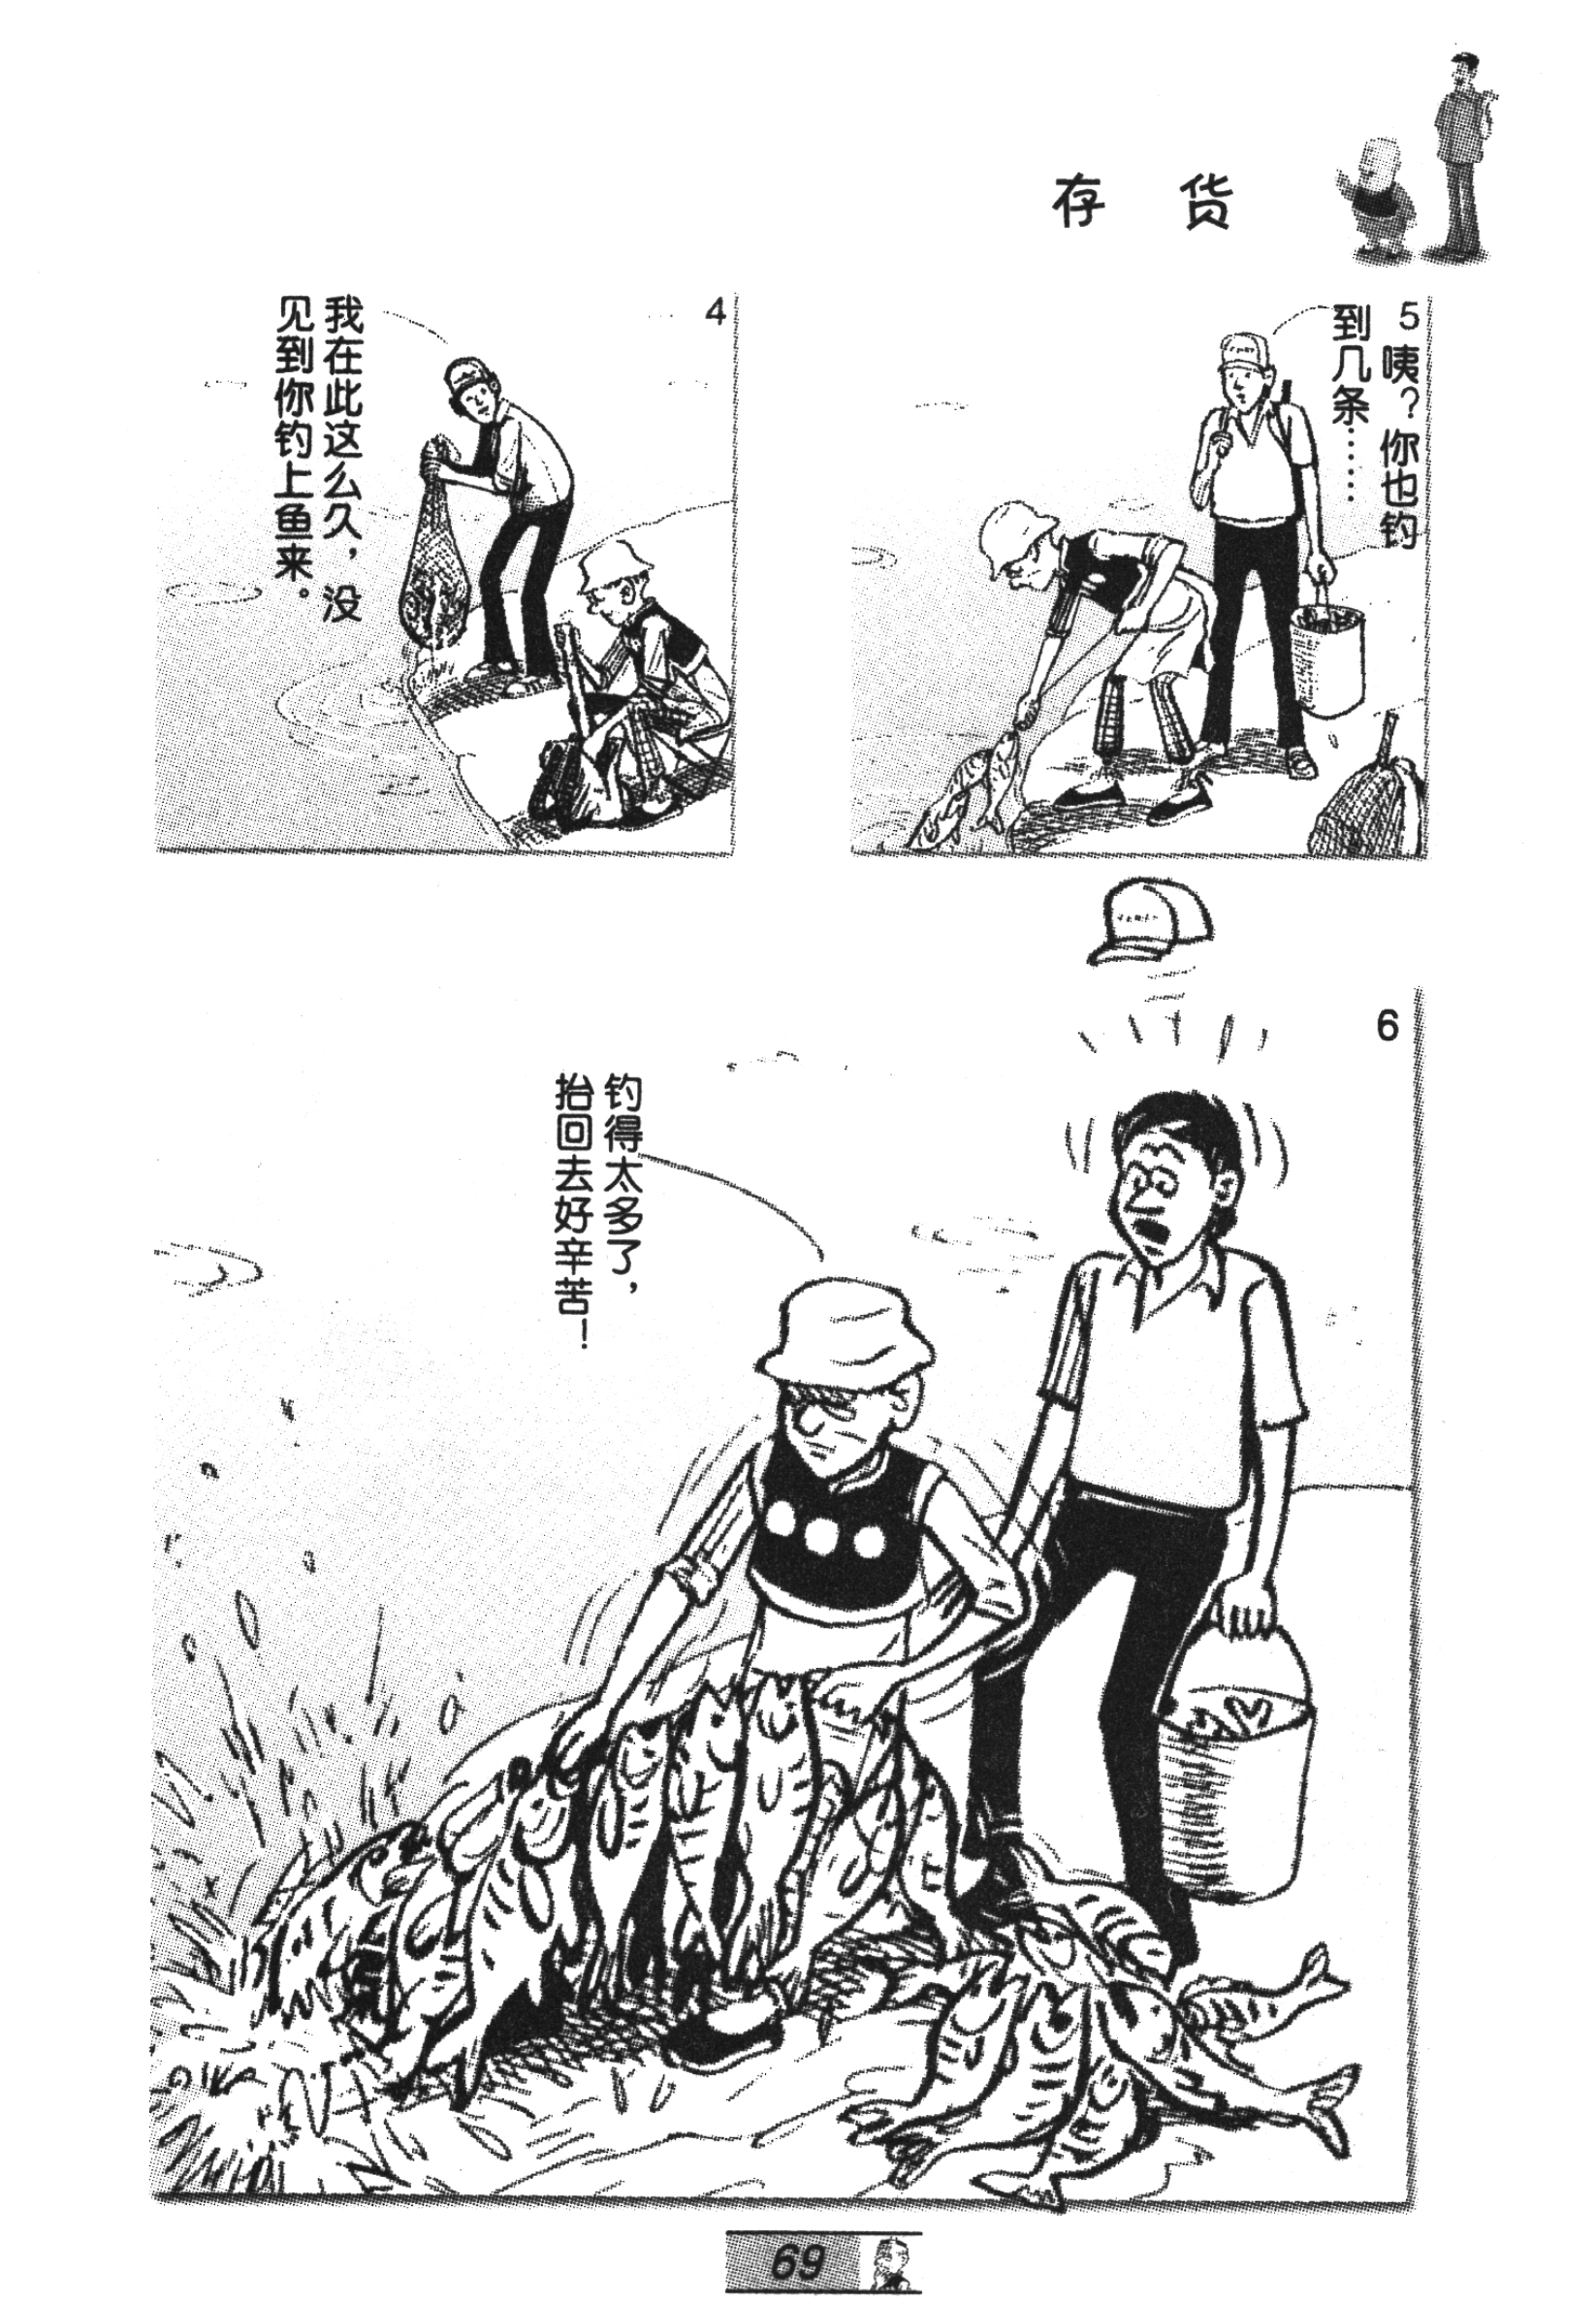 存 货
4
我在此这么久，没
见到你钓上鱼来。
5
咦？你也钓
到几条……
6
钓得太多了，
抬回去好辛苦！
69